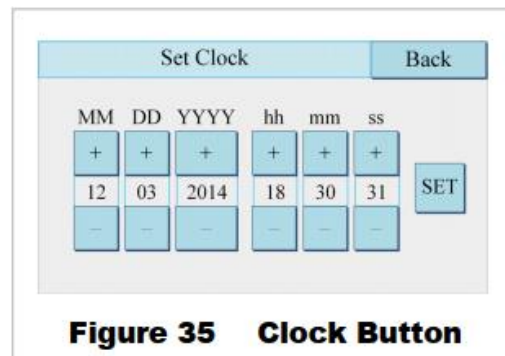 Set Clock Back
MM DD YYYY hh mm ss
+ + + + + +
12 03 2014 18 30 31 SET
– – – – – –
Figure 35 Clock Button